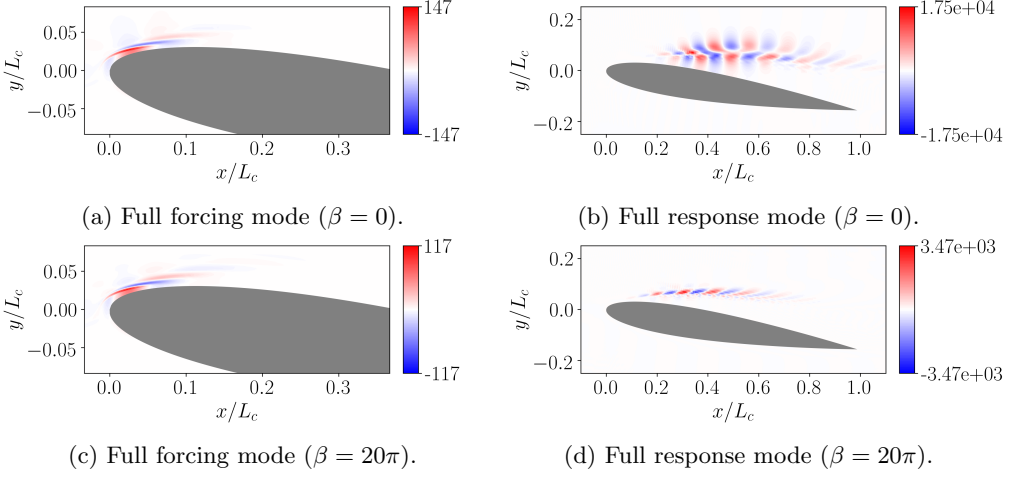 147
0.05
0.00
−0.05
y/L_c
-147
0.0 0.1 0.2 0.3
x/L_c
1.75e+04
0.2
0.0
−0.2
y/L_c
-1.75e+04
0.0 0.2 0.4 0.6 0.8 1.0
x/L_c
(a) Full forcing mode (β = 0).
(b) Full response mode (β = 0).
117
0.05
0.00
−0.05
y/L_c
-117
0.0 0.1 0.2 0.3
x/L_c
3.47e+03
0.2
0.0
−0.2
y/L_c
-3.47e+03
0.0 0.2 0.4 0.6 0.8 1.0
x/L_c
(c) Full forcing mode (β = 20π).
(d) Full response mode (β = 20π).